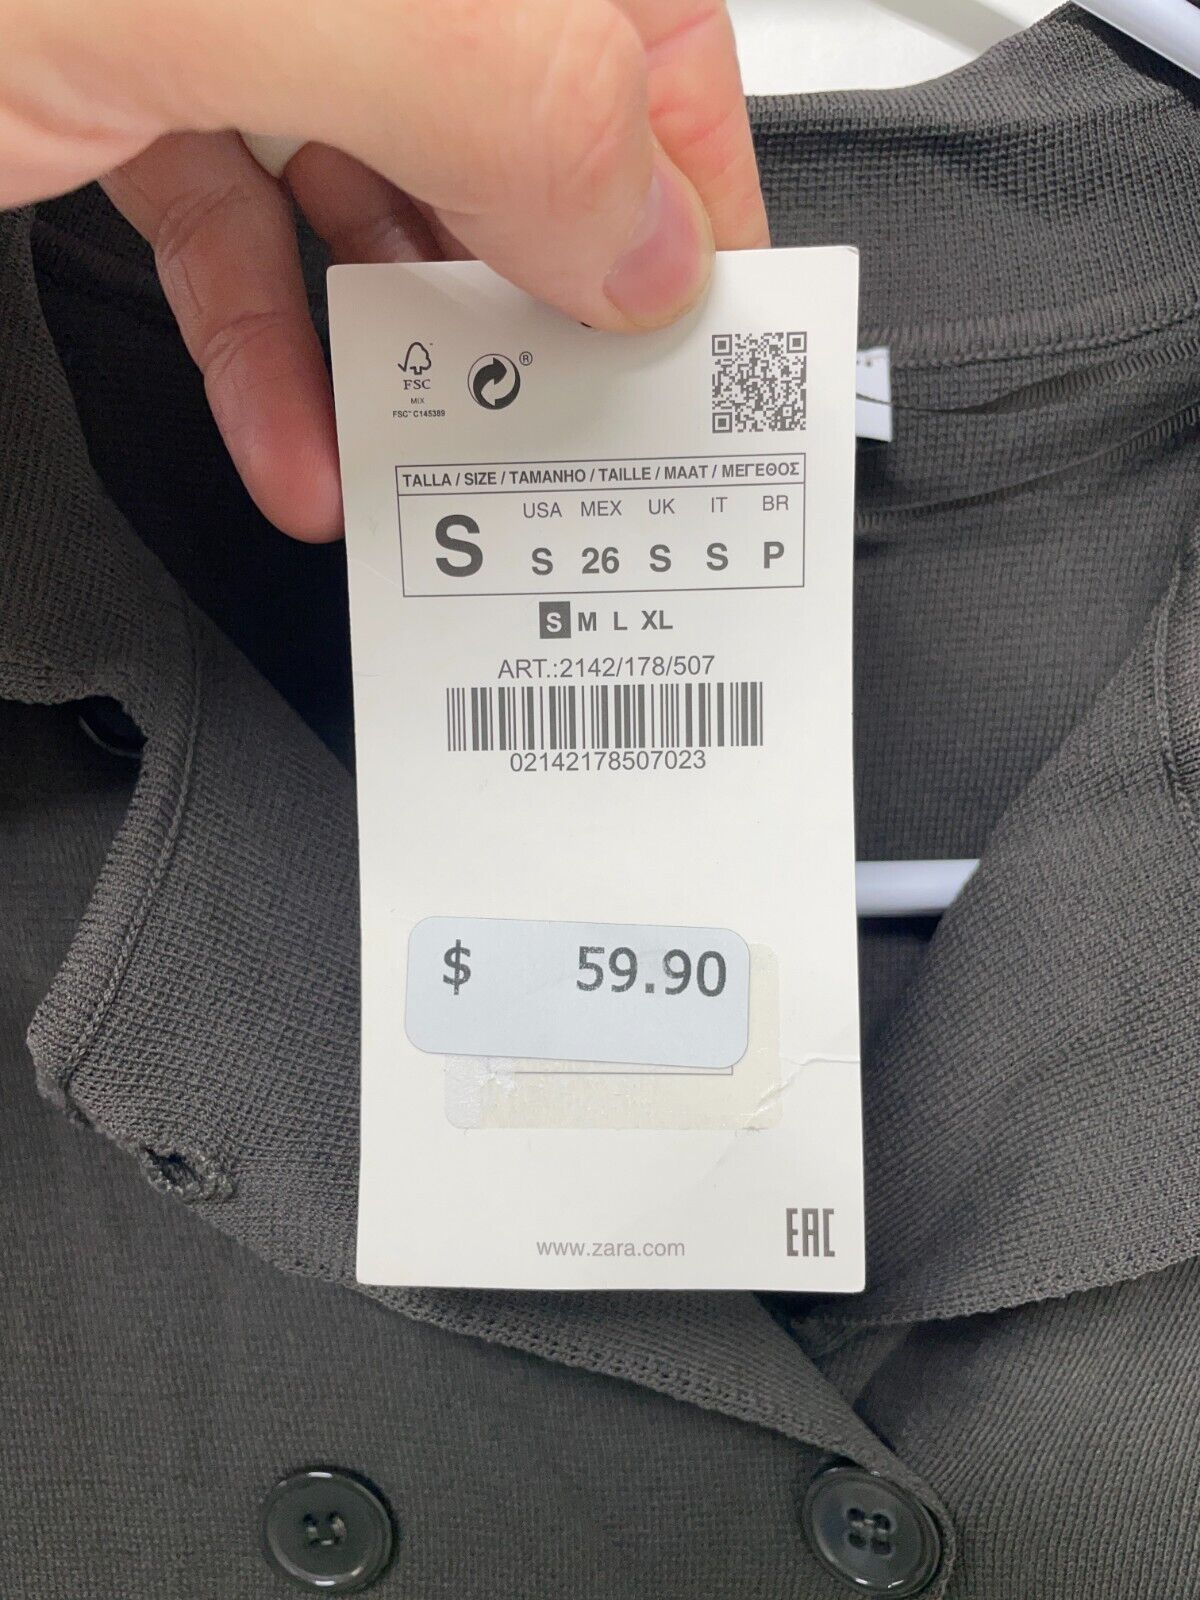 FSC
MIX
FSC™ C145389
®
TALLA / SIZE / TAMANHO / TAILLE / MAAT / ΜΕΓΕΘΟΣ
S
USA MEX UK IT BR
S 26 S S P
S M L XL
ART.:2142/178/507
02142178507023
$ 59.90
www.zara.com
EAC